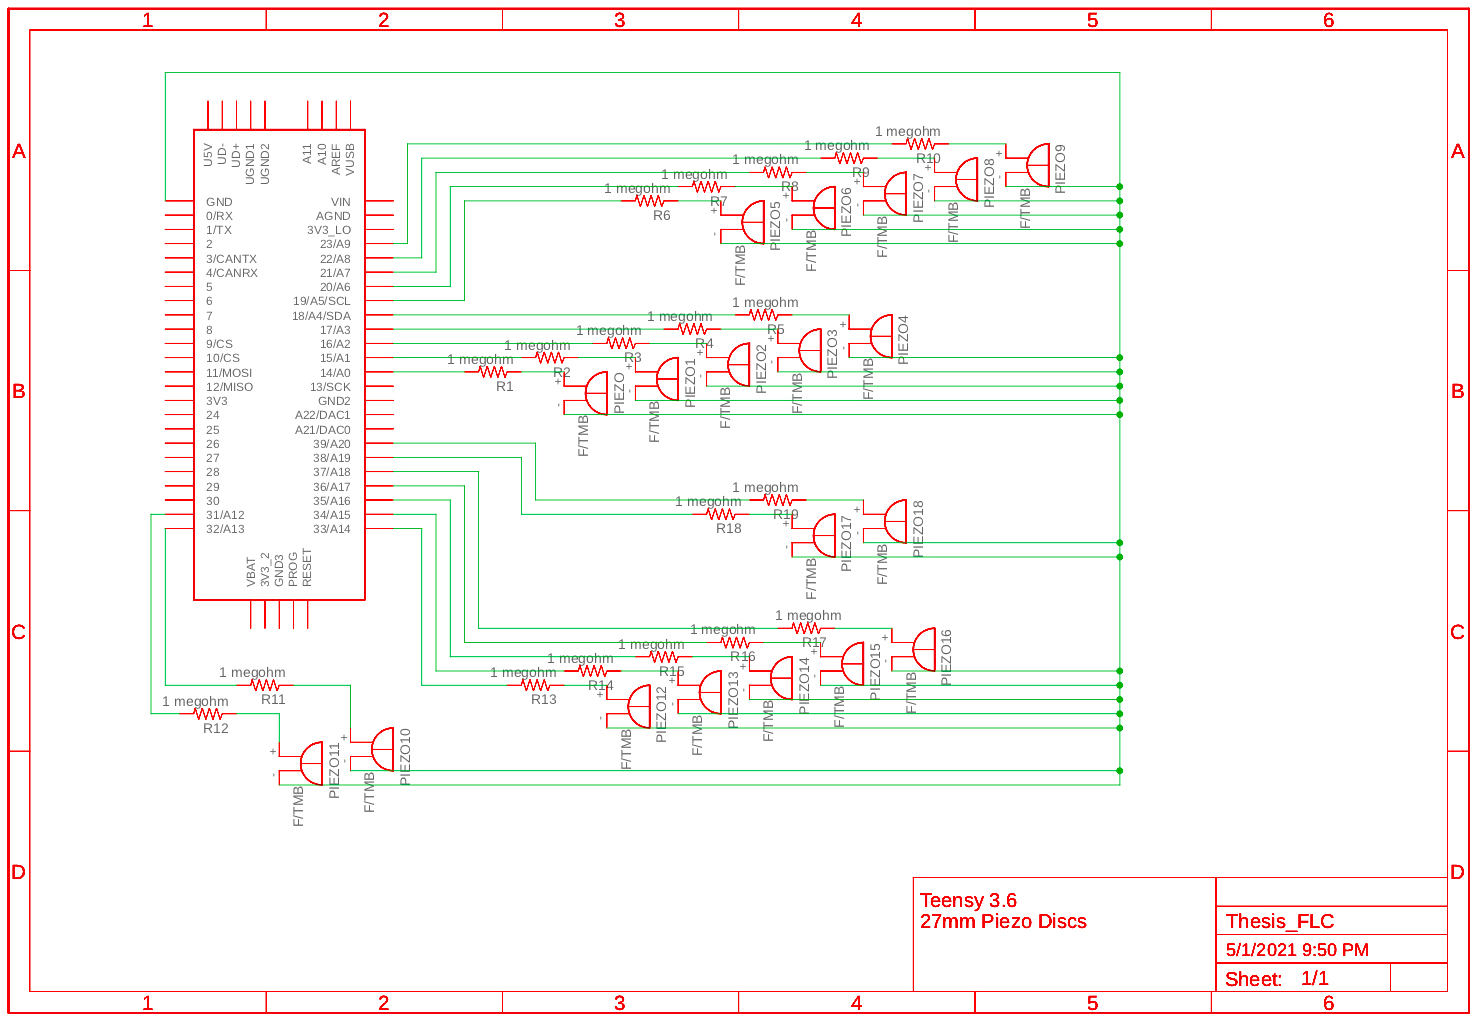 1 2 3 4 5 6
A
A
B
B
C
C
D
D
U5V
UD-
UD+
UGND1
UGND2
A11
A10
AREF
VUSB
GND
0/RX
1/TX
2
3/CANTX
4/CANRX
5
6
7
8
9/CS
10/CS
11/MOSI
12/MISO
3V3
24
25
26
27
28
29
30
31/A12
32/A13
VIN
AGND
3V3_LO
23/A9
22/A8
21/A7
20/A6
19/A5/SCL
18/A4/SDA
17/A3
16/A2
15/A1
14/A0
13/SCK
GND2
A22/DAC1
A21/DAC0
39/A20
38/A19
37/A18
36/A17
35/A16
34/A15
33/A14
VBAT
3V3_2
GND3
PROG
RESET
1 megohm
R10
+
-
PIEZO9
F/TMB
1 megohm
R9
+
-
PIEZO8
F/TMB
1 megohm
R8
+
-
PIEZO7
F/TMB
1 megohm
R7
+
-
PIEZO6
F/TMB
1 megohm
R6
+
-
PIEZO5
F/TMB
1 megohm
R5
+
-
PIEZO4
F/TMB
1 megohm
R4
+
-
PIEZO3
F/TMB
1 megohm
R3
+
-
PIEZO2
F/TMB
1 megohm
R2
+
-
PIEZO1
F/TMB
1 megohm
R1
+
-
PIEZO
F/TMB
1 megohm
R19
+
-
PIEZO18
F/TMB
1 megohm
R18
+
-
PIEZO17
F/TMB
1 megohm
R17
+
-
PIEZO16
F/TMB
1 megohm
R16
+
-
PIEZO15
F/TMB
1 megohm
R15
+
-
PIEZO14
F/TMB
1 megohm
R14
+
-
PIEZO13
F/TMB
1 megohm
R13
+
-
PIEZO12
F/TMB
1 megohm
R11
+
-
PIEZO10
F/TMB
1 megohm
R12
+
-
PIEZO11
F/TMB
Teensy 3.6
27mm Piezo Discs
Thesis_FLC
5/1/2021 9:50 PM
Sheet: 1/1
1 2 3 4 5 6